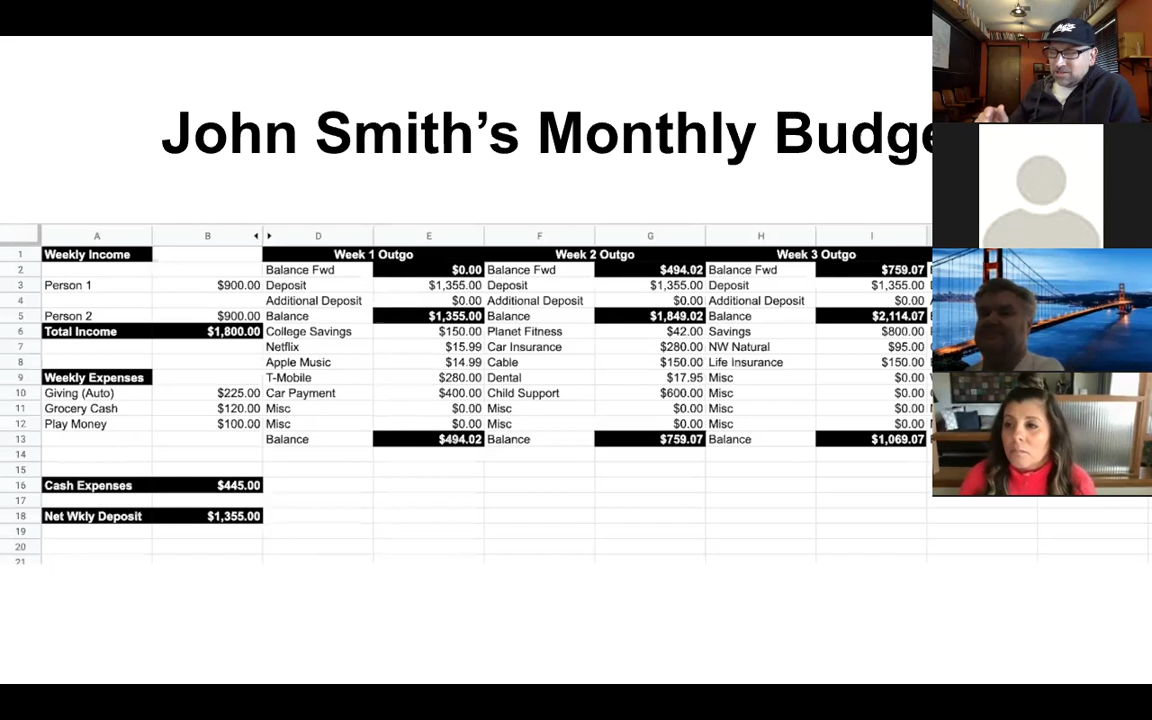 John Smith's Monthly Budge
A B D E F G H I
1 Weekly Income Week 1 Outgo Week 2 Outgo Week 3 Outgo
2 Balance Fwd $0.00 Balance Fwd $494.02 Balance Fwd $759.07
3 Person 1 $900.00 Deposit $1,355.00 Deposit $1,355.00 Deposit $1,355.00
4 Additional Deposit $0.00 Additional Deposit $0.00 Additional Deposit $0.00
5 Person 2 $900.00 Balance $1,355.00 Balance $1,849.02 Balance $2,114.07
6 Total Income $1,800.00 College Savings $150.00 Planet Fitness $42.00 Savings $800.00
7 Netflix $15.99 Car Insurance $280.00 NW Natural $95.00
8 Apple Music $14.99 Cable $150.00 Life Insurance $150.00
9 Weekly Expenses T-Mobile $280.00 Dental $17.95 Misc $0.00
10 Giving (Auto) $225.00 Car Payment $400.00 Child Support $600.00 Misc $0.00
11 Grocery Cash $120.00 Misc $0.00 Misc $0.00 Misc $0.00
12 Play Money $100.00 Misc $0.00 Misc $0.00 Misc $0.00
13 Balance $494.02 Balance $759.07 Balance $1,069.07
14
15
16 Cash Expenses $445.00
17
18 Net Wkly Deposit $1,355.00
19
20
21